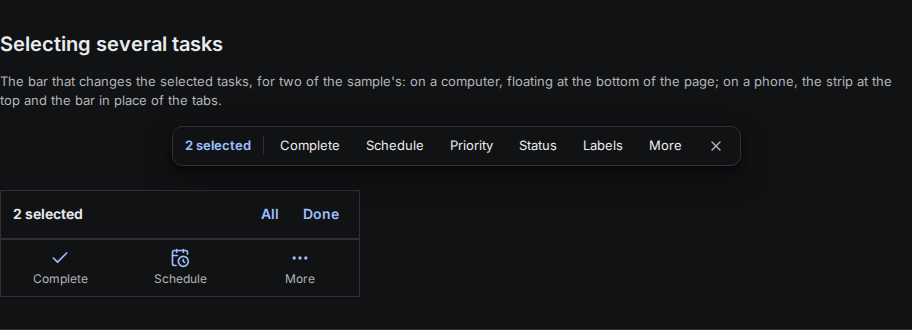 Selecting several tasks
The bar that changes the selected tasks, for two of the sample's: on a computer, floating at the bottom of the page; on a phone, the strip at the
top and the bar in place of the tabs.
2 selected Complete Schedule Priority Status Labels More
2 selected All Done
Complete Schedule More